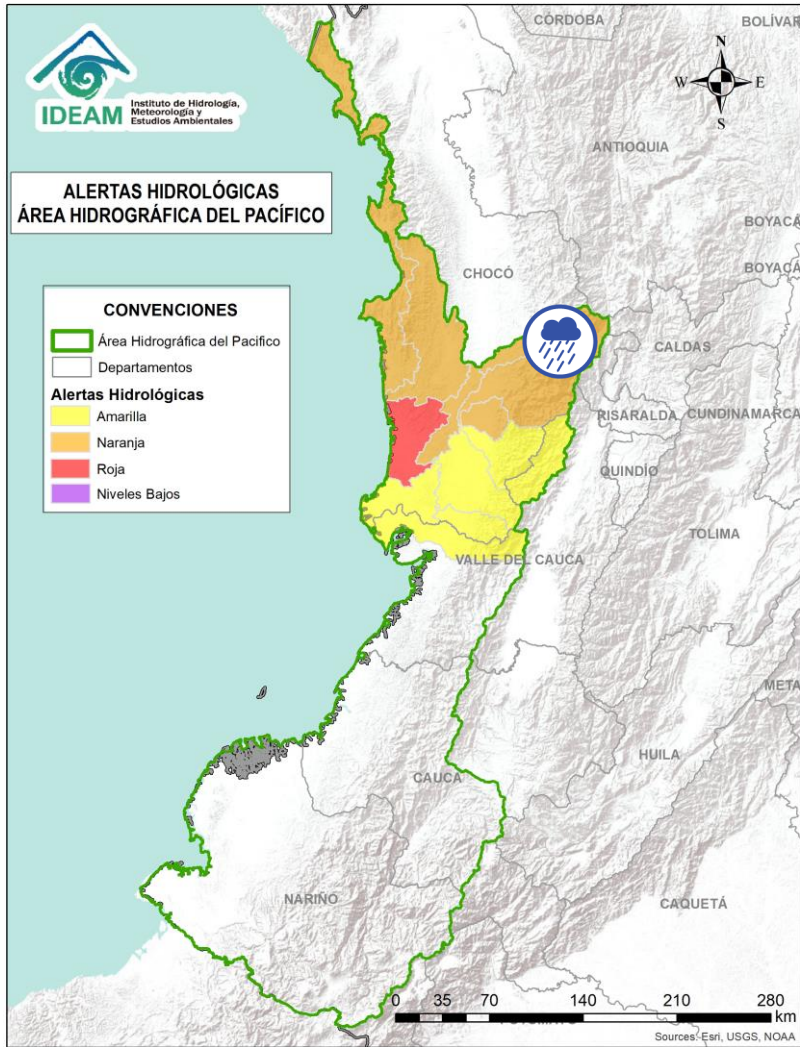 IDEAM
Instituto de Hidrología,
Meteorología y
Estudios Ambientales
ALERTAS HIDROLÓGICAS
ÁREA HIDROGRÁFICA DEL PACÍFICO
CONVENCIONES
Área Hidrográfica del Pacifico
Departamentos
Alertas Hidrológicas
Amarilla
Naranja
Roja
Niveles Bajos
N
W E
S
CÓRDOBA
BOLÍVAR
ANTIOQUIA
BOYACÁ
BOYACÁ
CHOCÓ
CALDAS
RISARALDA
CUNDINAMARCA
QUINDÍO
TOLIMA
VALLE DEL CAUCA
META
HUILA
CAUCA
NARIÑO
CAQUETÁ
0 35 70 140 210 280
km
Sources: Esri, USGS, NOAA